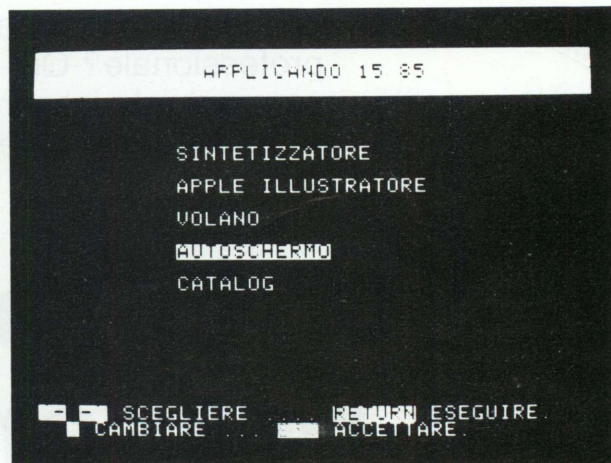 APPLICANDO 15 85
SINTETIZZATORE
APPLE ILLUSTRATORE
VOLANO
AUTOSCHERMO
CATALOG
SCEGLIERE .... RETURN ESEGUIRE.
CAMBIARE ... ACCETTARE.